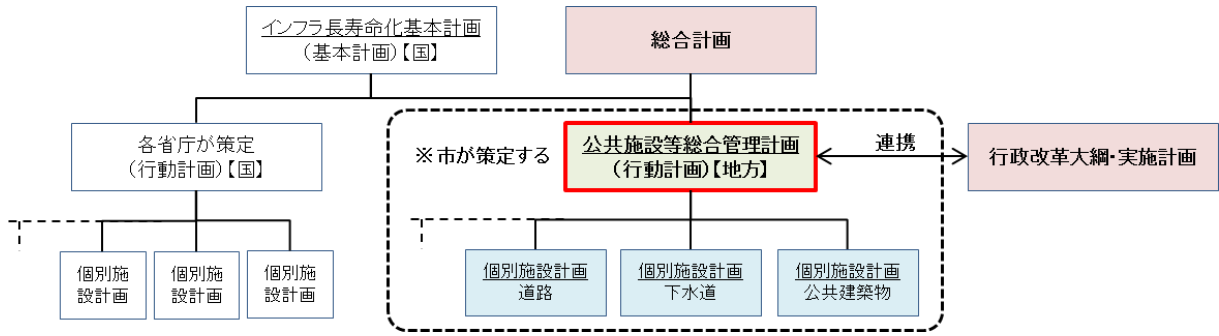 インフラ長寿命化基本計画
(基本計画)【国】
総合計画
各省庁が策定
(行動計画)【国】
※市が策定する
公共施設等総合管理計画
(行動計画)【地方】
連携
行政改革大綱・実施計画
個別施
設計画
個別施
設計画
個別施
設計画
個別施設計画
道路
個別施設計画
下水道
個別施設計画
公共建築物